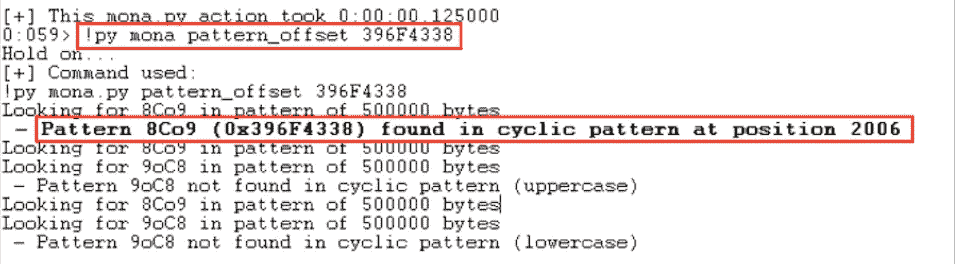 [+] This mona.py action took 0:00:00.125000
0:059> !py mona pattern_offset 396F4338
Hold on...
[+] Command used:
!py mona.py pattern_offset 396F4338
Looking for 8Co9 in pattern of 500000 bytes
- Pattern 8Co9 (0x396F4338) found in cyclic pattern at position 2006
Looking for 8Co9 in pattern of 500000 bytes
Looking for 9oC8 in pattern of 500000 bytes
- Pattern 9oC8 not found in cyclic pattern (uppercase)
Looking for 8Co9 in pattern of 500000 bytes
Looking for 9oC8 in pattern of 500000 bytes
- Pattern 9oC8 not found in cyclic pattern (lowercase)